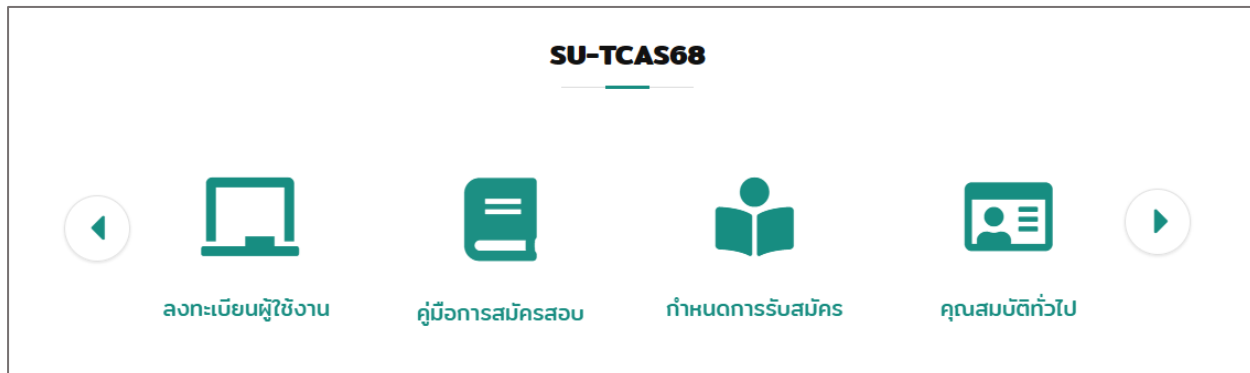 SU-TCAS68
ลงทะเบียนผู้ใช้งาน
คู่มือการสมัครสอบ
กำหนดการรับสมัคร
คุณสมบัติทั่วไป